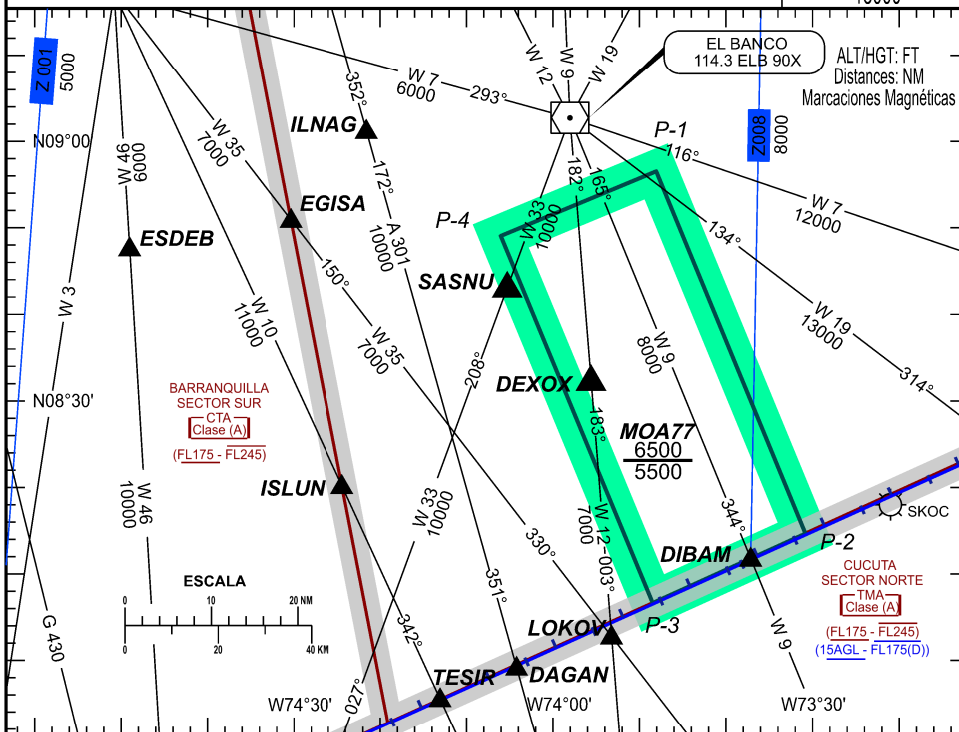 10000
EL BANCO
114.3 ELB 90X
ALT/HGT: FT
Distances: NM
Marcaciones Magnéticas
Z 001
5000
W 12
W 9
W 19
W 7
6000
293°
352°
ILNAG
N09°00'
W 46
6000
W 35
7000
172°
A 301
10000
EGISA
ESDEB
P-1
116°
Z008
8000
182°
165°
W 33
10000
P-4
W 7
12000
134°
150°
SASNU
W 3
W 10
11000
W 35
7000
W 9
8000
W 19
13000
208°
314°
DEXOX
BARRANQUILLA
SECTOR SUR
CTA
Clase (A)
(FL175 - FL245)
N08°30'
183°
MOA77
6500
5500
ISLUN
W 46
10000
W 33
10000
W 12
7000
003°
344°
SKOC
330°
DIBAM
P-2
CUCUTA
SECTOR NORTE
TMA
Clase (A)
(FL175 - FL245)
(15AGL - FL175(D))
ESCALA
0 10 20 NM
0 20 40 KM
G 430
351°
342°
LOKOV
P-3
W 9
TESIR
DAGAN
027°
W74°30'
W74°00'
W73°30'